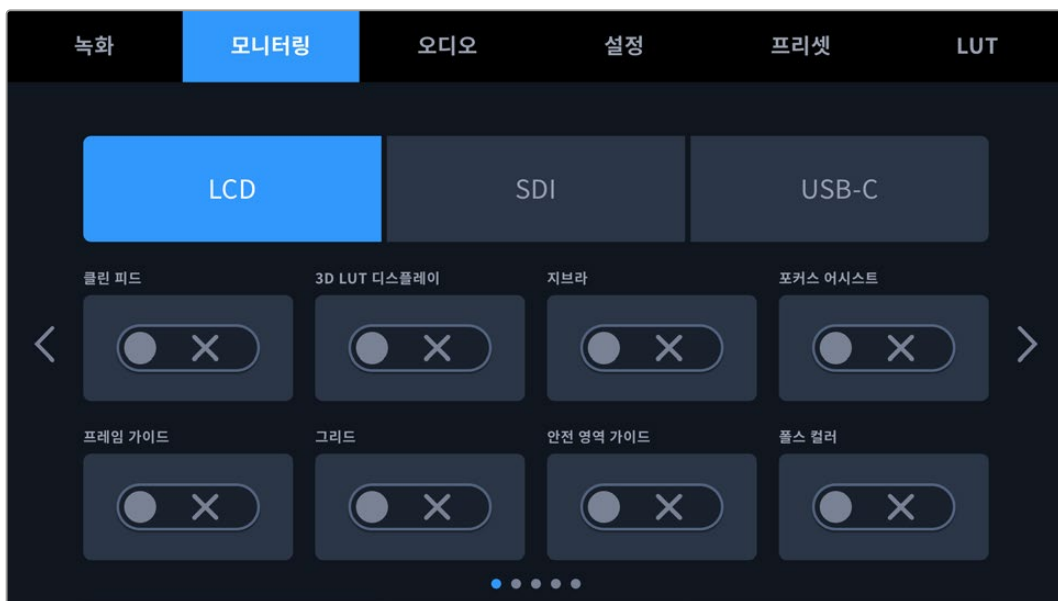 녹화 모니터링 오디오 설정 프리셋 LUT
LCD SDI USB-C
클린 피드 3D LUT 디스플레이 지브라 포커스 어시스트
프레임 가이드 그리드 안전 영역 가이드 폴스 컬러